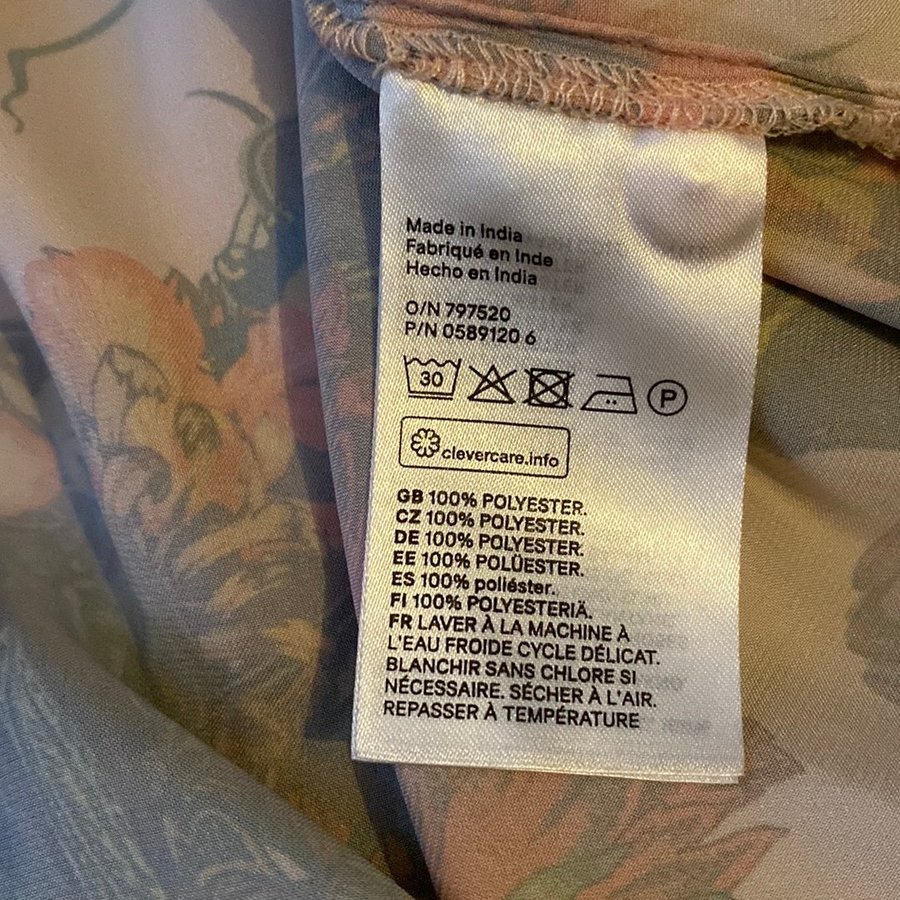 Made in India
Fabriqué en Inde
Hecho en India
O/N 797520
P/N 0589120 6
30
P
clevercare.info
GB 100% POLYESTER.
CZ 100% POLYESTER.
DE 100% POLYESTER.
EE 100% POLÜESTER.
ES 100% poliéster.
FI 100% POLYESTERIÄ.
FR LAVER À LA MACHINE À
L'EAU FROIDE CYCLE DÉLICAT.
BLANCHIR SANS CHLORE SI
NÉCESSAIRE. SÉCHER À L'AIR.
REPASSER À TEMPÉRATURE